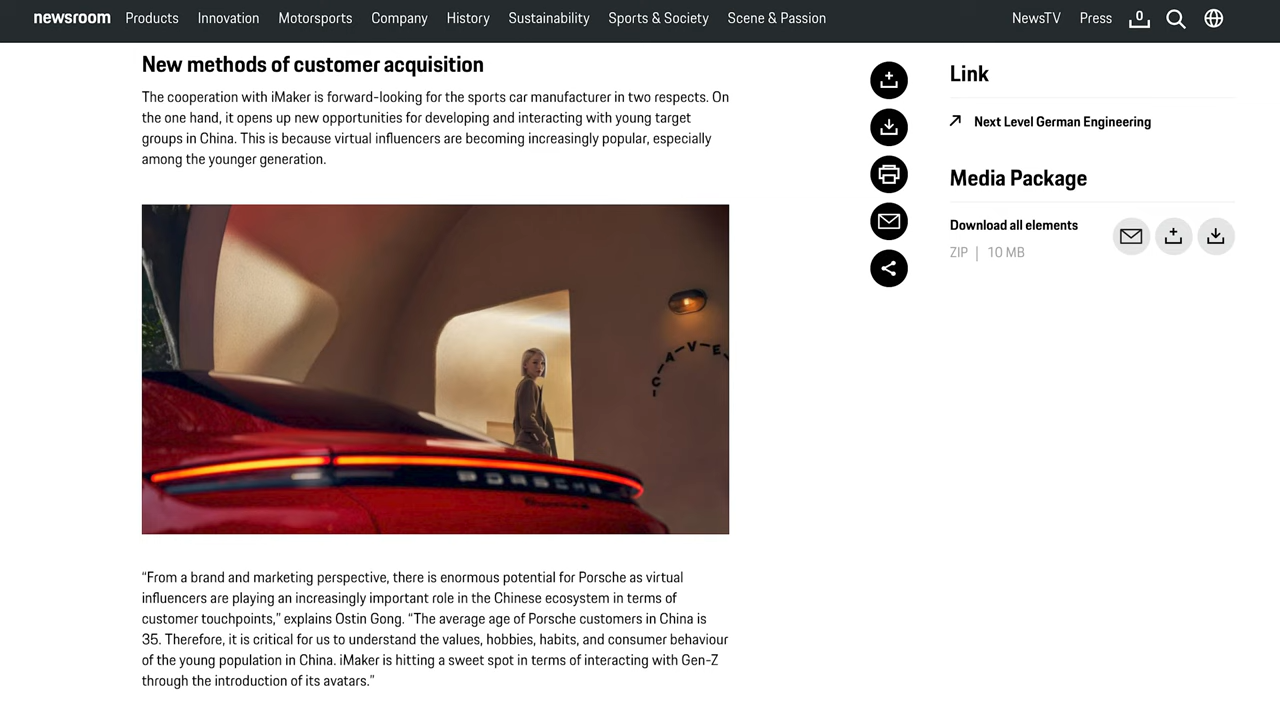 newsroom Products Innovation Motorsports Company History Sustainability Sports & Society Scene & Passion NewsTV Press 0
New methods of customer acquisition
The cooperation with iMaker is forward-looking for the sports car manufacturer in two respects. On
the one hand, it opens up new opportunities for developing and interacting with young target
groups in China. This is because virtual influencers are becoming increasingly popular, especially
among the younger generation.
CAVE
PORSCHE
“From a brand and marketing perspective, there is enormous potential for Porsche as virtual
influencers are playing an increasingly important role in the Chinese ecosystem in terms of
customer touchpoints,” explains Ostin Gong. “The average age of Porsche customers in China is
35. Therefore, it is critical for us to understand the values, hobbies, habits, and consumer behaviour
of the young population in China. iMaker is hitting a sweet spot in terms of interacting with Gen-Z
through the introduction of its avatars.”
Link
Next Level German Engineering
Media Package
Download all elements
ZIP | 10 MB